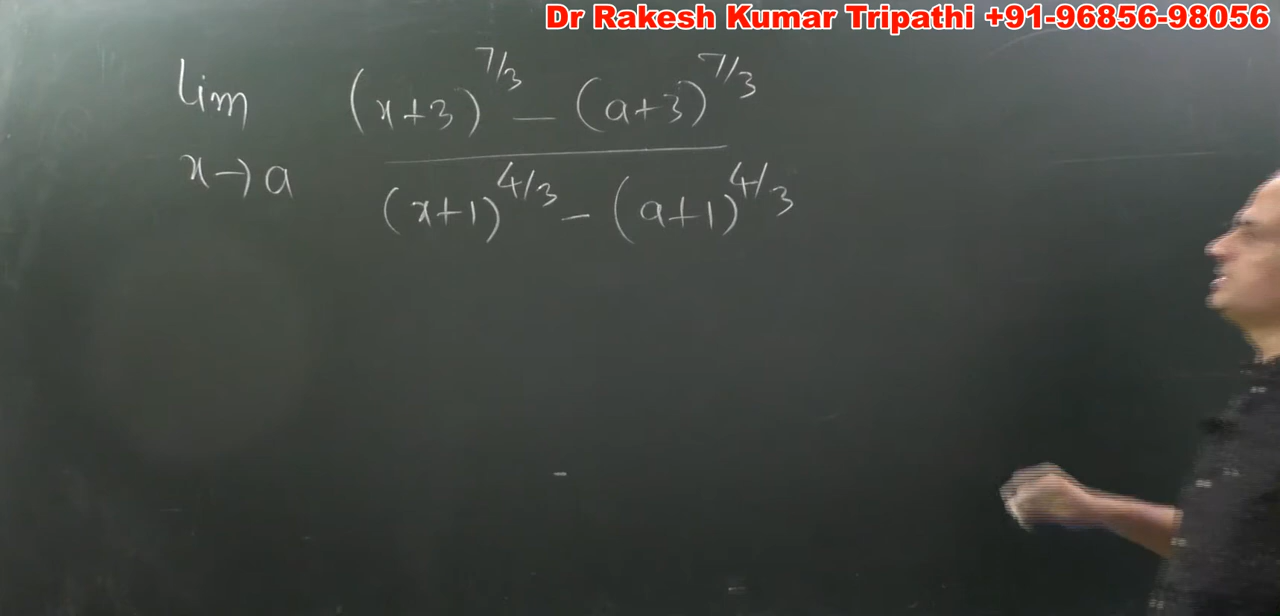 Dr Rakesh Kumar Tripathi +91-96856-98056
lim (x+3)^7/3 - (a+3)^7/3
x→a (x+1)^4/3 - (a+1)^4/3